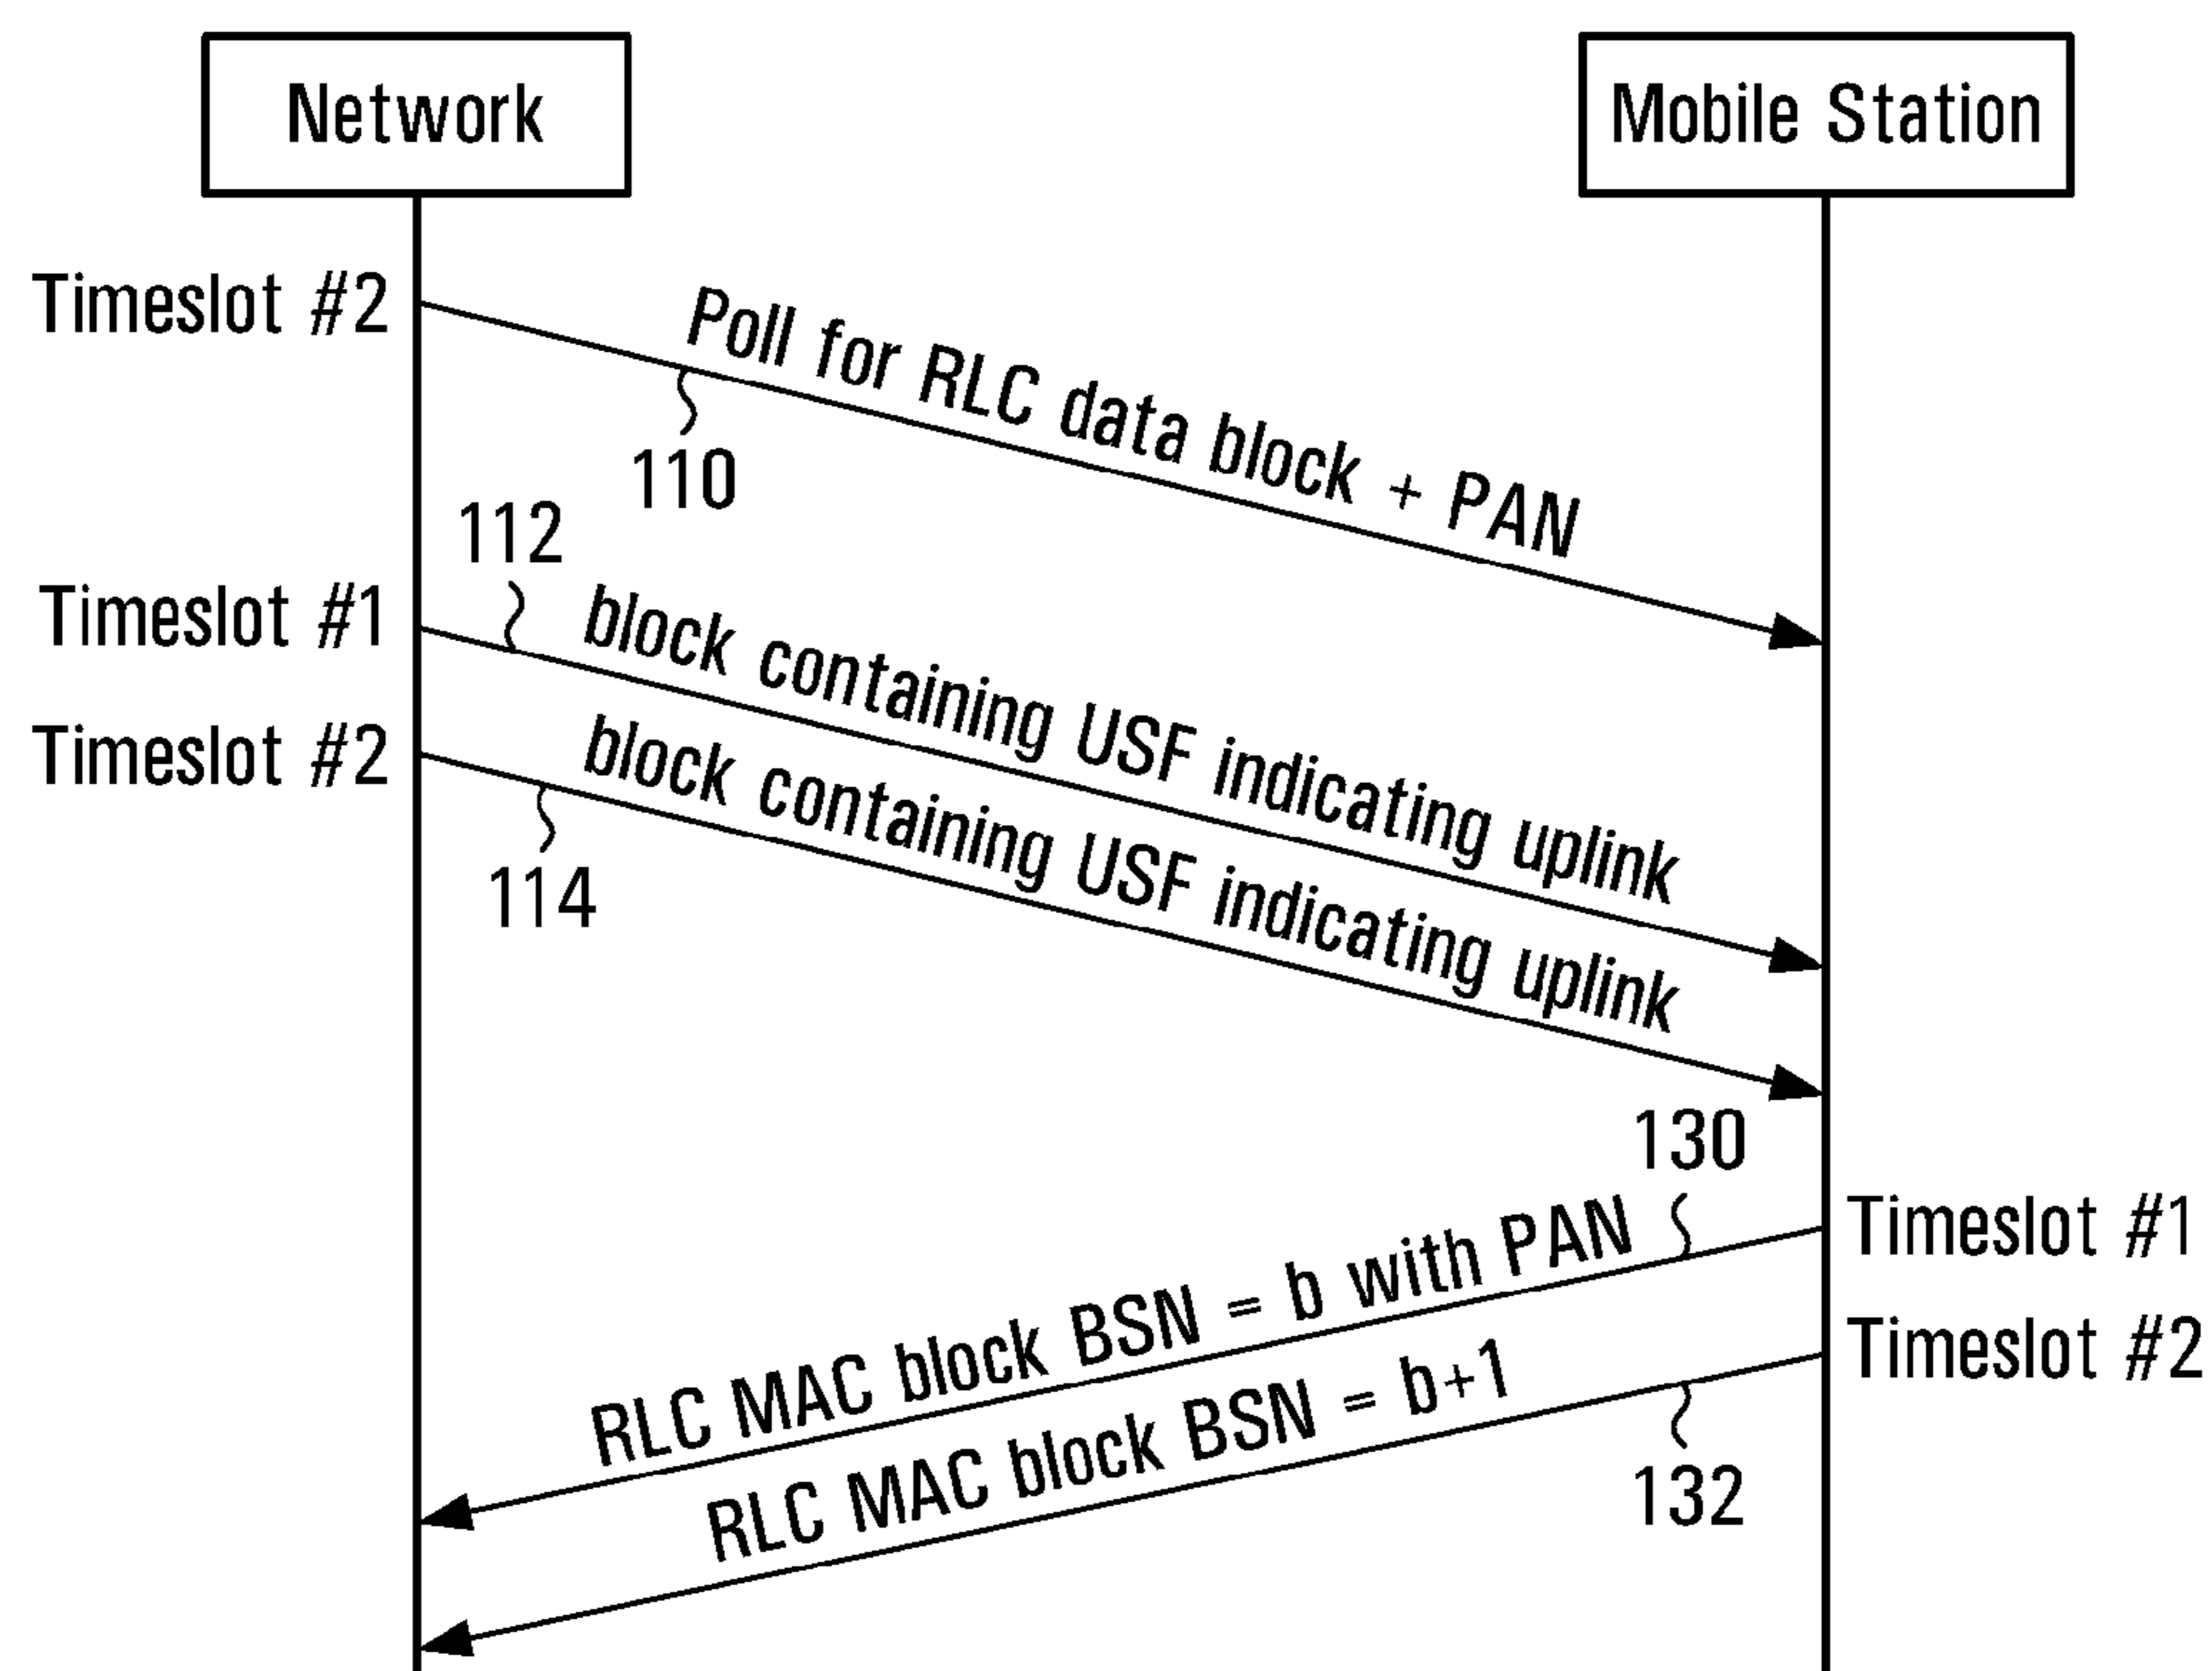 Network
Mobile Station
Timeslot #2
Poll for RLC data block + PAN
110
112
Timeslot #1
block containing USF indicating uplink
Timeslot #2
block containing USF indicating uplink
114
130
Timeslot #1
RLC MAC block BSN = b with PAN
Timeslot #2
RLC MAC block BSN = b+1
132